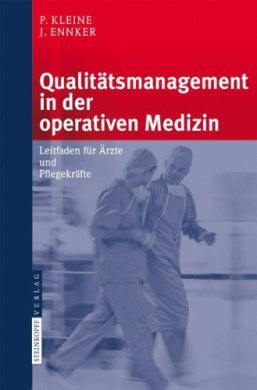 P. KLEINE
J. ENNKER
Qualitätsmanagement
in der
operativen Medizin
Leitfaden für Ärzte
und
Pflegekräfte
STEINKOPFF
VERLAG